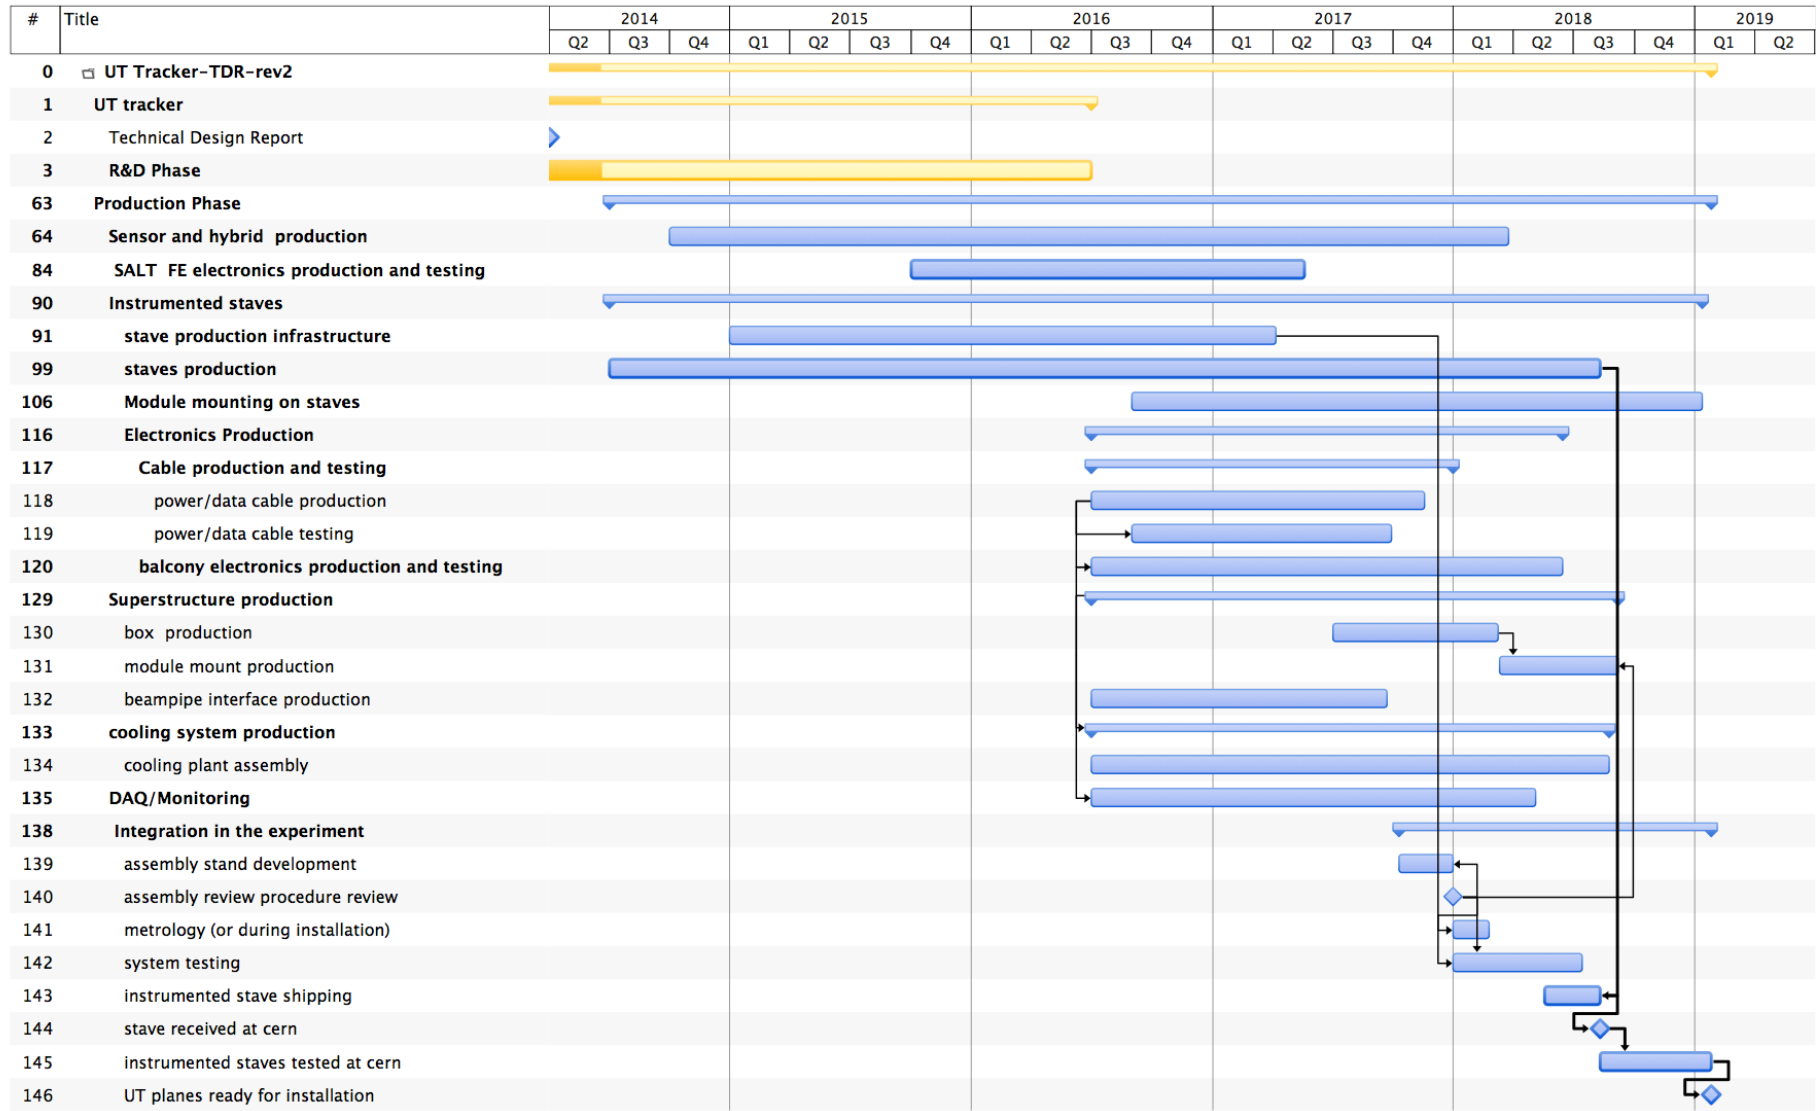 # Title 2014 2015 2016 2017 2018 2019
Q2 Q3 Q4 Q1 Q2 Q3 Q4 Q1 Q2 Q3 Q4 Q1 Q2 Q3 Q4 Q1 Q2 Q3 Q4 Q1 Q2
0 UT Tracker-TDR-rev2
1 UT tracker
2 Technical Design Report
3 R&D Phase
63 Production Phase
64 Sensor and hybrid production
84 SALT FE electronics production and testing
90 Instrumented staves
91 stave production infrastructure
99 staves production
106 Module mounting on staves
116 Electronics Production
117 Cable production and testing
118 power/data cable production
119 power/data cable testing
120 balcony electronics production and testing
129 Superstructure production
130 box production
131 module mount production
132 beampipe interface production
133 cooling system production
134 cooling plant assembly
135 DAQ/Monitoring
138 Integration in the experiment
139 assembly stand development
140 assembly review procedure review
141 metrology (or during installation)
142 system testing
143 instrumented stave shipping
144 stave received at cern
145 instrumented staves tested at cern
146 UT planes ready for installation